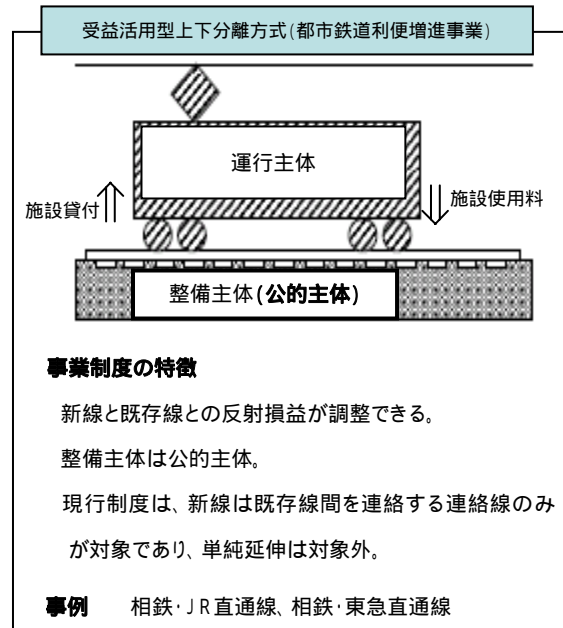 受益活用型上下分離方式(都市鉄道利便増進事業)
運行主体
施設貸付
施設使用料
整備主体(公的主体)
事業制度の特徴
新線と既存線との反射損益が調整できる。
整備主体は公的主体。
現行制度は、新線は既存線間を連絡する連絡線のみ
が対象であり、単純延伸は対象外。
事例 相鉄・JR直通線、相鉄・東急直通線